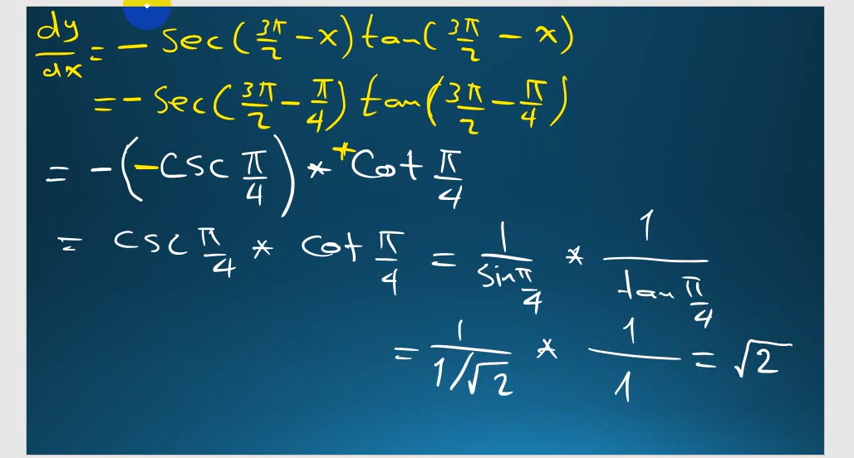 dy/dx = - sec(3π/2 - x) tan(3π/2 - x)
= - sec(3π/2 - π/4) tan(3π/2 - π/4)
= -(-csc π/4) * + cot π/4
= csc π/4 * cot π/4 = 1/sin π/4 * 1/tan π/4
= 1/1/√2 * 1/1 = √2